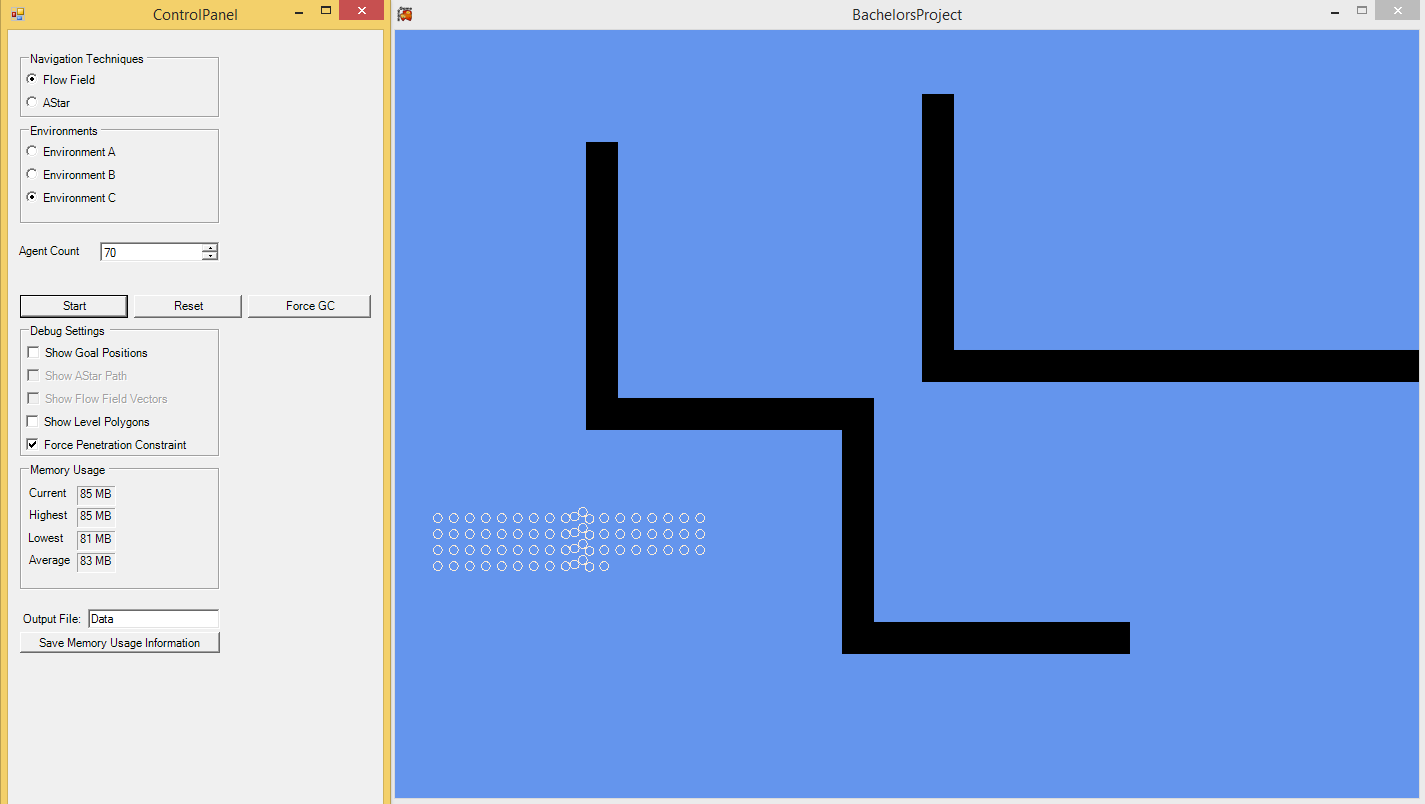 ControlPanel
BachelorsProject
Navigation Techniques
Flow Field
AStar
Environments
Environment A
Environment B
Environment C
Agent Count 70
Start Reset Force GC
Debug Settings
Show Goal Positions
Show AStar Path
Show Flow Field Vectors
Show Level Polygons
Force Penetration Constraint
Memory Usage
Current 85 MB
Highest 85 MB
Lowest 81 MB
Average 83 MB
Output File: Data
Save Memory Usage Information